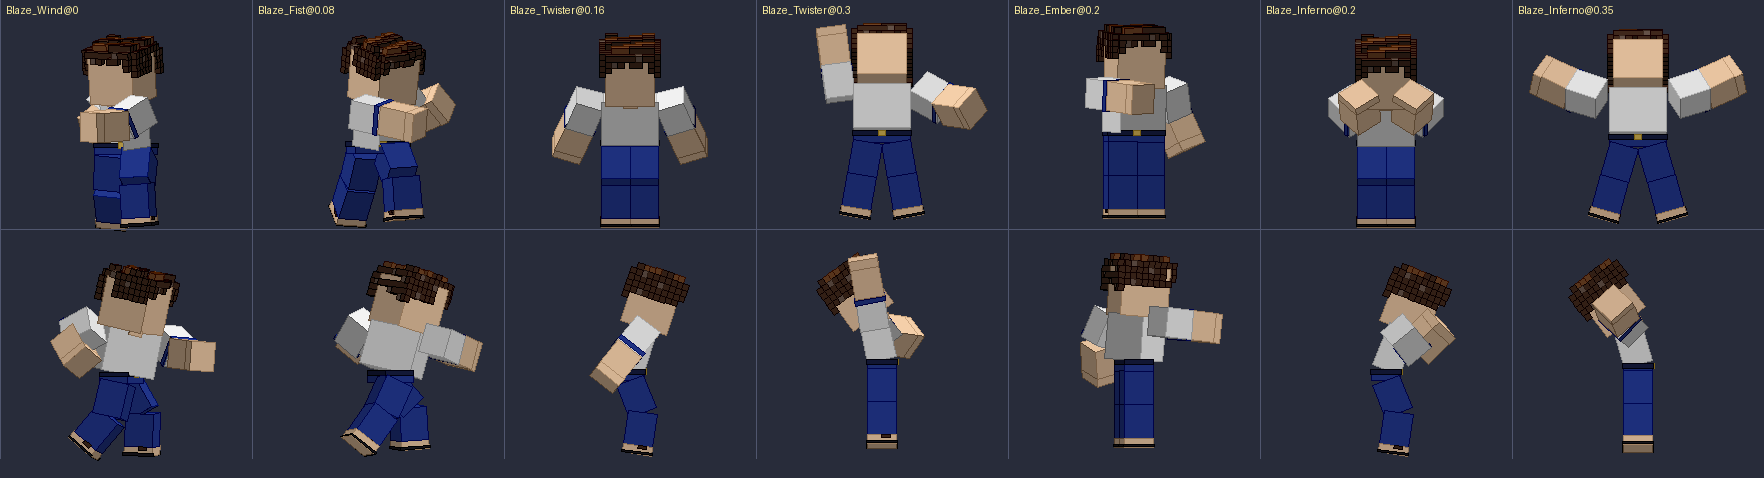 Blaze_Wind@0
Blaze_Fist@0.08
Blaze_Twister@0.16
Blaze_Twister@0.3
Blaze_Ember@0.2
Blaze_Inferno@0.2
Blaze_Inferno@0.35